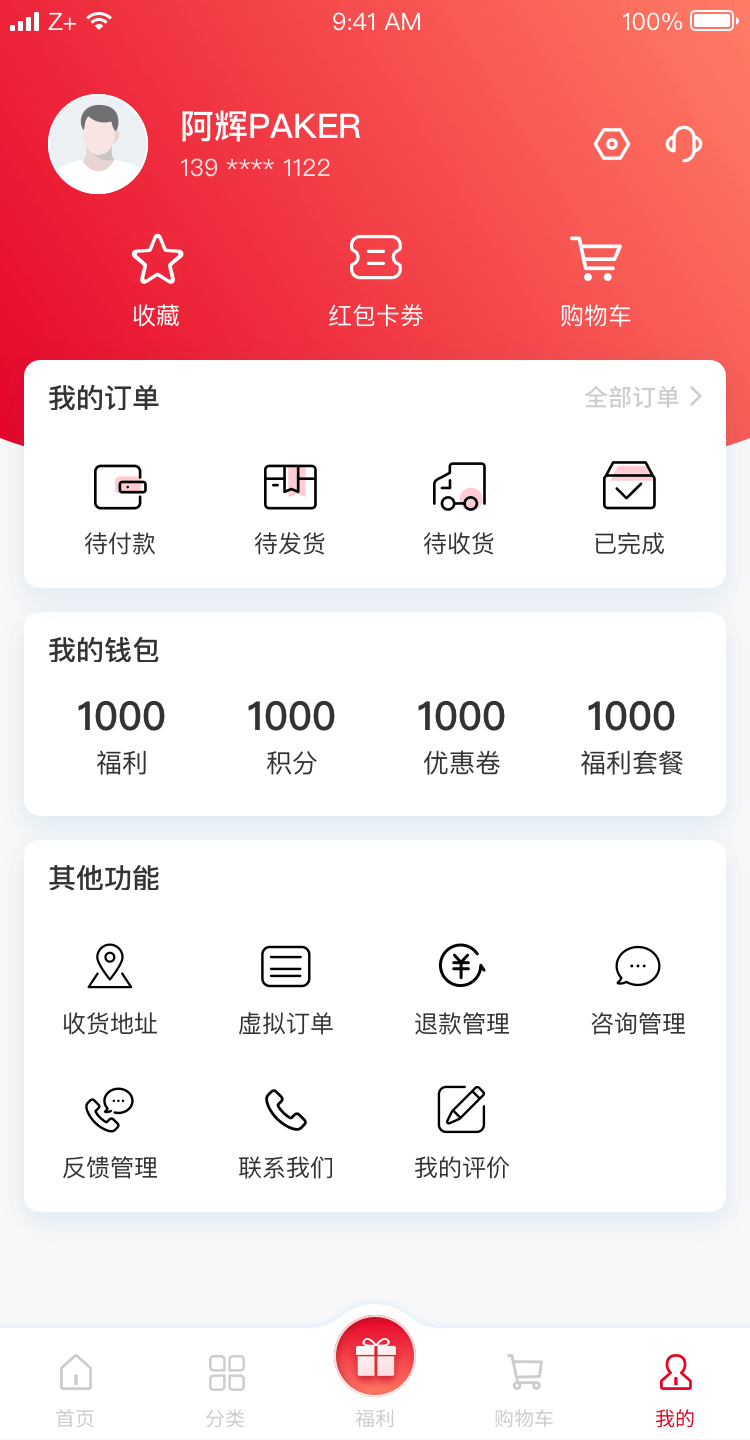 Z+ 9:41 AM 100%
阿辉PAKER
139 **** 1122
收藏 红包卡券 购物车
我的订单 全部订单
待付款 待发货 待收货 已完成
我的钱包
1000 1000 1000 1000
福利 积分 优惠卷 福利套餐
其他功能
收货地址 虚拟订单 退款管理 咨询管理
反馈管理 联系我们 我的评价
首页 分类 福利 购物车 我的